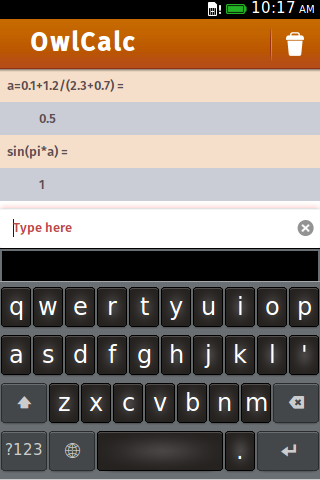 10:17 AM
OwlCalc
a=0.1+1.2/(2.3+0.7) =
0.5
sin(pi*a) =
1
Type here
q w e r t y u i o p
a s d f g h j k l '
z x c v b n m
?123 .